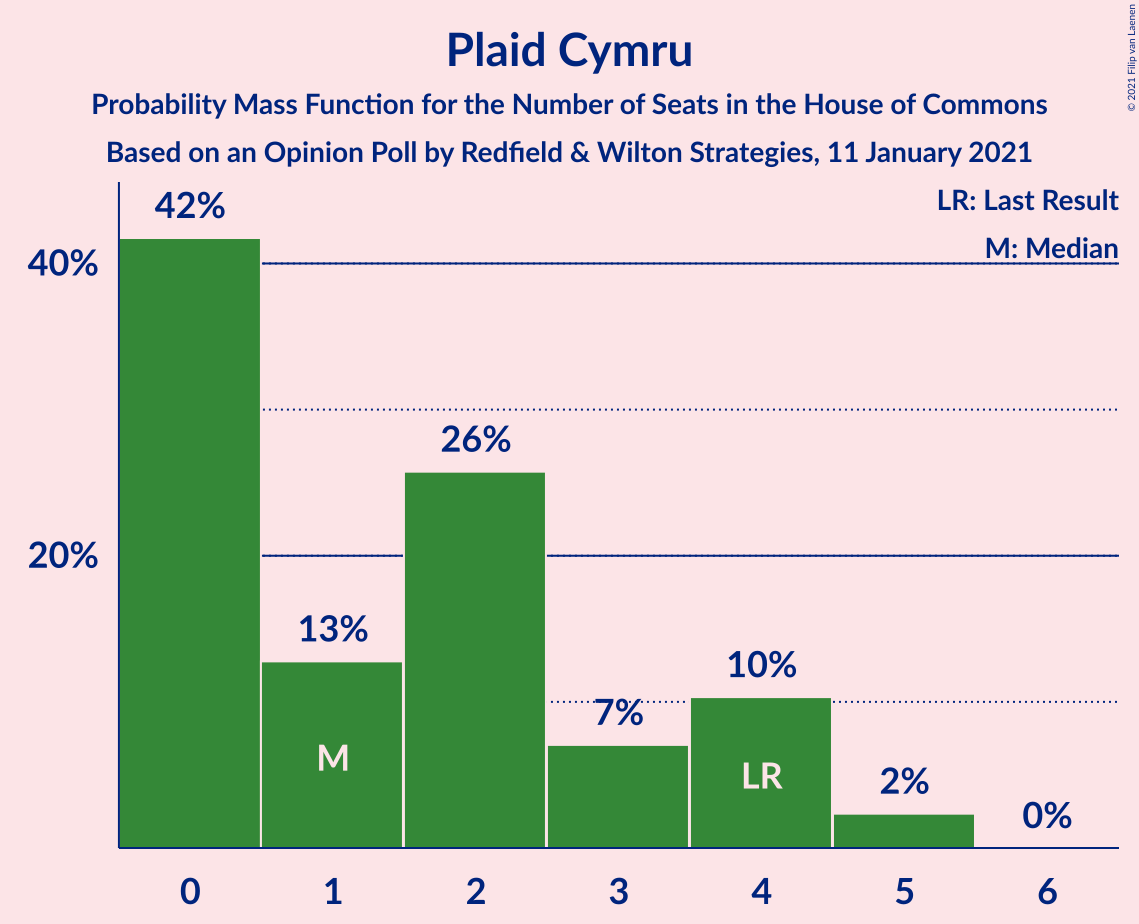 Plaid Cymru
Probability Mass Function for the Number of Seats in the House of Commons
Based on an Opinion Poll by Redfield & Wilton Strategies, 11 January 2021
© 2021 Filip van Laenen
LR: Last Result
M: Median
42%
40%
26%
20%
13%
10%
7%
M
LR
2%
0%
0 1 2 3 4 5 6